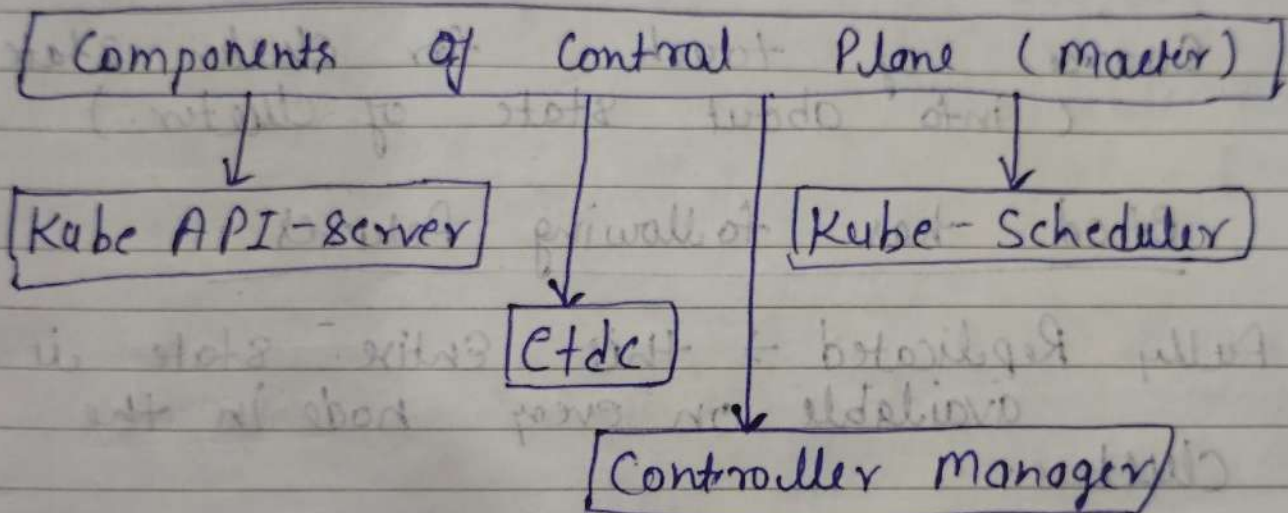 Components Of Control Plane (Master)
Kube API-Server
Kube-Scheduler
Etdc
Controller Manager